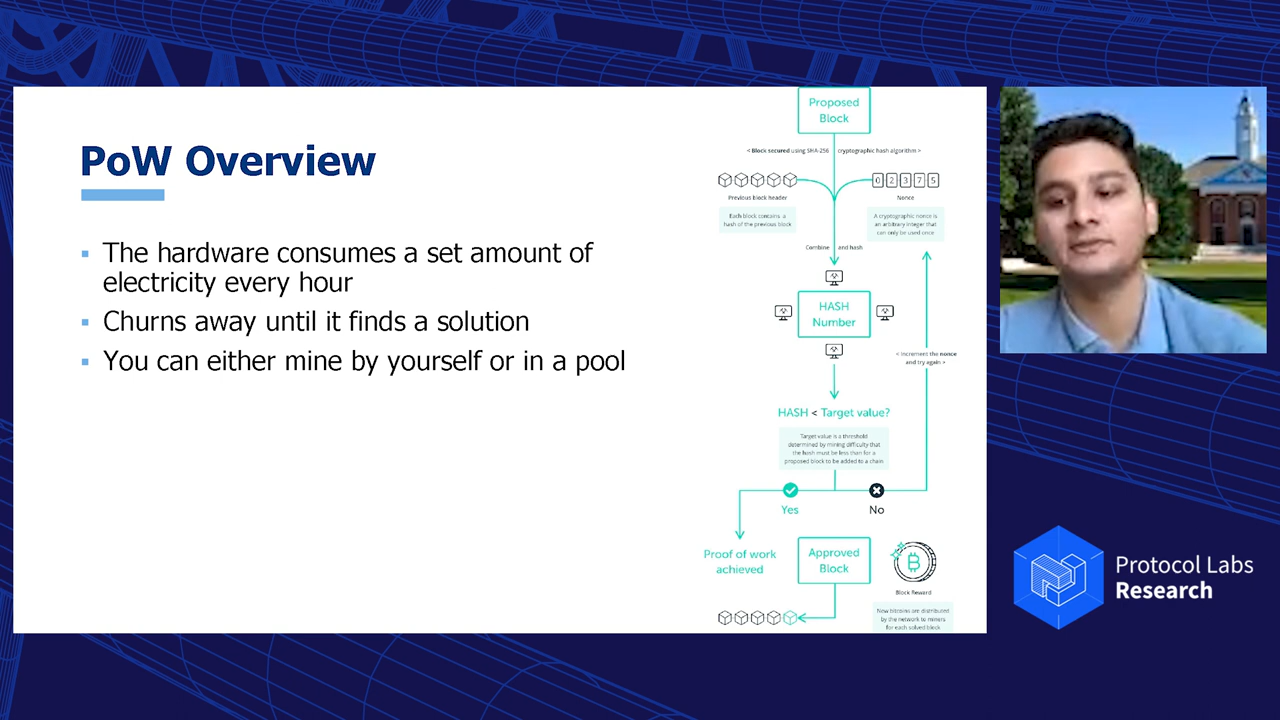 PoW Overview
The hardware consumes a set amount of
electricity every hour
Churns away until it finds a solution
You can either mine by yourself or in a pool
Proposed
Block
< Block secured using SHA-256 cryptographic hash algorithm >
0 2 3 7 5
Previous block header
Nonce
Each block contains a
hash of the previous block
A cryptographic nonce is
an arbitrary integer that
can only be used once
Combine and hash
HASH
Number
< Increment the nonce
and try again >
HASH < Target value?
Target value is a threshold
determined by mining difficulty that
the hash must be less than for a
proposed block to be added to a chain
Yes
No
Proof of work
achieved
Approved
Block
Block Reward
New bitcoins are distributed
by the network to miners
for each solved block
Protocol Labs
Research